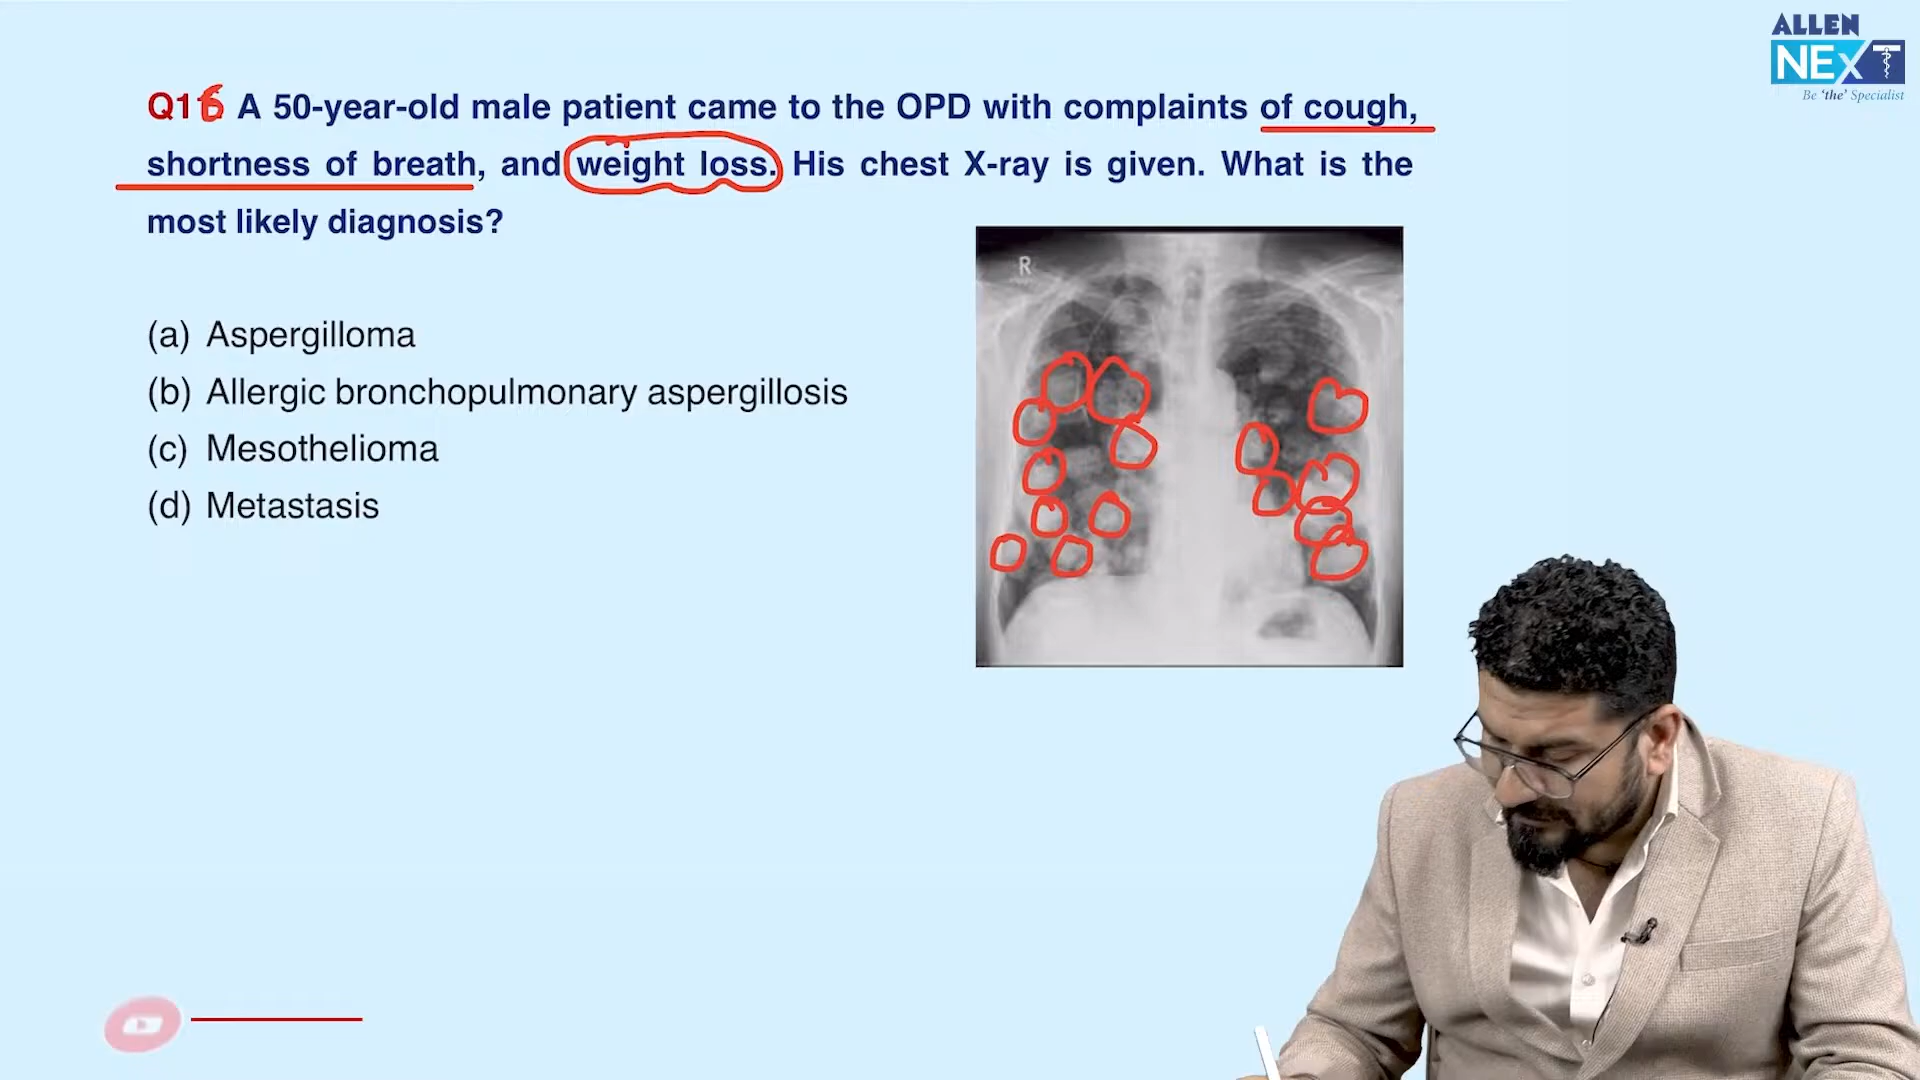 ALLEN
NEXT
Be 'the' Specialist
Q16 A 50-year-old male patient came to the OPD with complaints of cough,
shortness of breath, and weight loss. His chest X-ray is given. What is the
most likely diagnosis?
R
(a) Aspergilloma
(b) Allergic bronchopulmonary aspergillosis
(c) Mesothelioma
(d) Metastasis